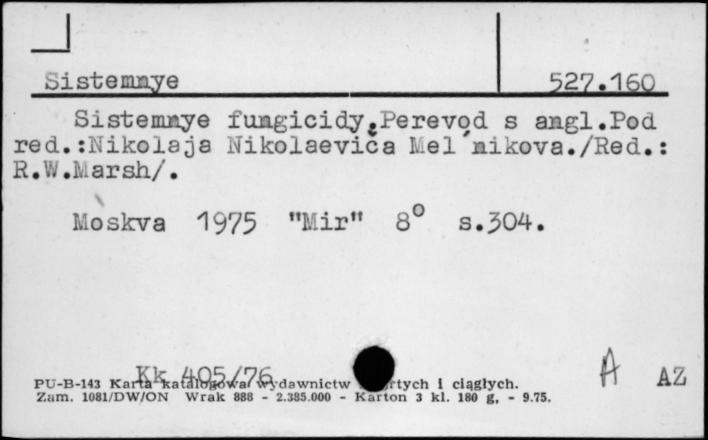 Sistemnye 527.160
Sistemnye fungicidy.Perevod s angl.Pod
red.:Nikolaja Nikolaeviča Mel'nikova./Red.:
R.W.Marsh/.
Moskva 1975 "Mir" 8° s.304.
Kk 405/76
A AZ
PU-B-143 Karta katalogowa wydawnictw i ciągłych.
Zam. 1081/DW/ON Wrak 888 - 2.385.000 - Karton 3 kl. 180 g. - 9.75.